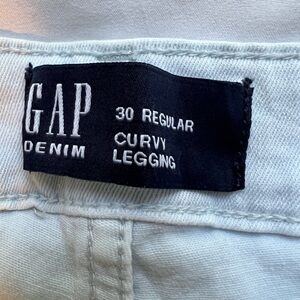 GAP
DENIM
30 REGULAR
CURVY
LEGGING